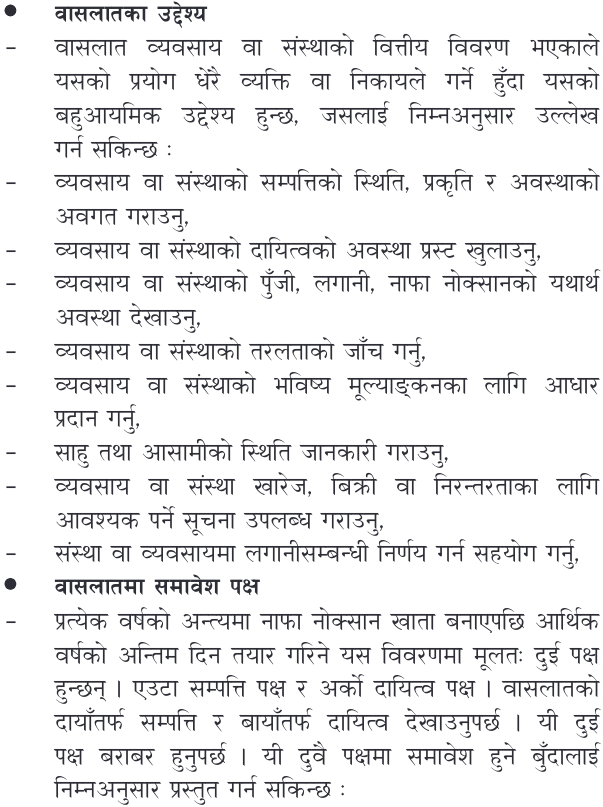 ● वासलातका उद्देश्य
– वासलात व्यवसाय वा संस्थाको वित्तीय विवरण भएकाले
यसको प्रयोग धेरै व्यक्ति वा निकायले गर्ने हुँदा यसको
बहुआयमिक उद्देश्य हुन्छ, जसलाई निम्नअनुसार उल्लेख
गर्न सकिन्छ :
– व्यवसाय वा संस्थाको सम्पत्तिको स्थिति, प्रकृति र अवस्थाको
अवगत गराउनु,
– व्यवसाय वा संस्थाको दायित्वको अवस्था प्रस्ट खुलाउनु,
– व्यवसाय वा संस्थाको पुँजी, लगानी, नाफा नोक्सानको यथार्थ
अवस्था देखाउनु,
– व्यवसाय वा संस्थाको तरलताको जाँच गर्नु,
– व्यवसाय वा संस्थाको भविष्य मूल्याङ्कनका लागि आधार
प्रदान गर्नु,
– साहु तथा आसामीको स्थिति जानकारी गराउनु,
– व्यवसाय वा संस्था खारेज, बिक्री वा निरन्तरताका लागि
आवश्यक पर्ने सूचना उपलब्ध गराउनु,
– संस्था वा व्यवसायमा लगानीसम्बन्धी निर्णय गर्न सहयोग गर्नु,
● वासलातमा समावेश पक्ष
– प्रत्येक वर्षको अन्त्यमा नाफा नोक्सान खाता बनाएपछि आर्थिक
वर्षको अन्तिम दिन तयार गरिने यस विवरणमा मूलतः दुई पक्ष
हुन्छन् । एउटा सम्पत्ति पक्ष र अर्को दायित्व पक्ष । वासलातको
दायाँतर्फ सम्पत्ति र बायाँतर्फ दायित्व देखाउनुपर्छ । यी दुई
पक्ष बराबर हुनुपर्छ । यी दुवै पक्षमा समावेश हुने बुँदालाई
निम्नअनुसार प्रस्तुत गर्न सकिन्छ :